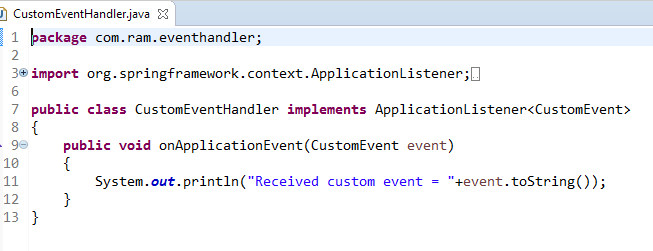 CustomEventHandler.java
1 package com.ram.eventhandler;
2
3 import org.springframework.context.ApplicationListener;
6
7 public class CustomEventHandler implements ApplicationListener<CustomEvent>
8 {
9 public void onApplicationEvent(CustomEvent event)
10 {
11 System.out.println("Received custom event = "+event.toString());
12 }
13 }